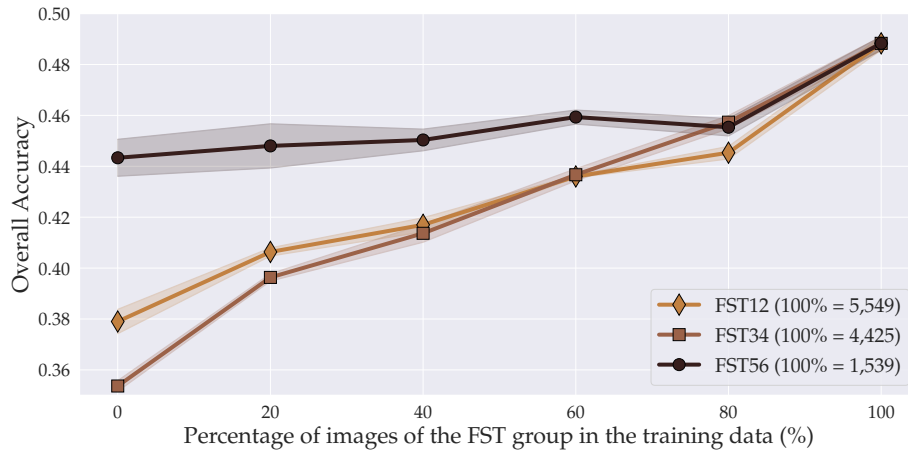 0.50
0.48
0.46
0.44
0.42
0.40
0.38
0.36
Overall Accuracy
FST12 (100% = 5,549)
FST34 (100% = 4,425)
FST56 (100% = 1,539)
0 20 40 60 80 100
Percentage of images of the FST group in the training data (%)